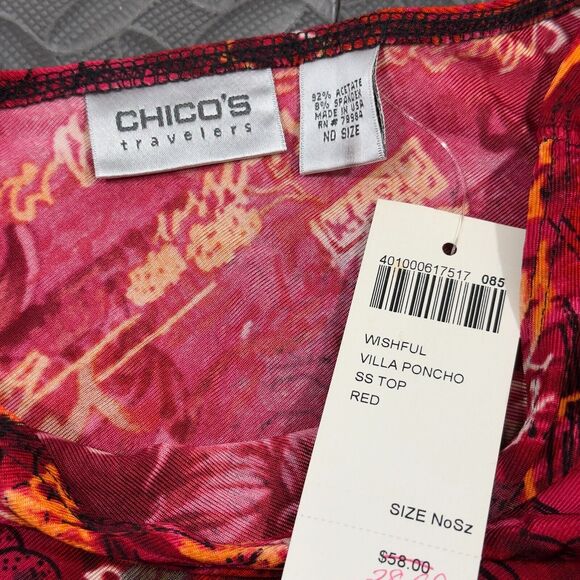 CHICO'S
travelers
92% ACETATE
8% SPANDEX
MADE IN USA
RN# 79984
NO SIZE
401000617517 085
WISHFUL
VILLA PONCHO
SS TOP
RED
SIZE NoSz
$58.00